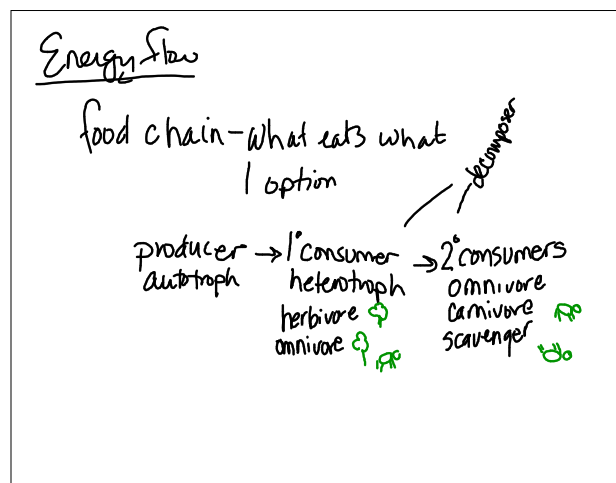 Energy flow
food chain-what eats what
1 option
decomposer
producer → 1° consumer → 2° consumers
autotroph heterotroph omnivore
herbivore carnivore
omnivore scavenger